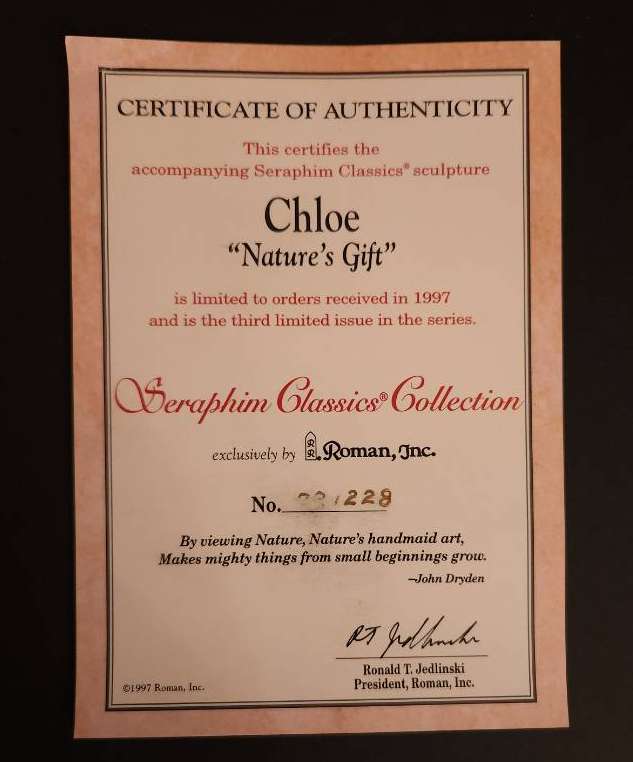 CERTIFICATE OF AUTHENTICITY
This certifies the
accompanying Seraphim Classics® sculpture
Chloe
“Nature’s Gift”
is limited to orders received in 1997
and is the third limited issue in the series.
Seraphim Classics® Collection
exclusively by Roman, Inc.
No. 228
By viewing Nature, Nature’s handmaid art,
Makes mighty things from small beginnings grow.
–John Dryden
Ronald T. Jedlinski
President, Roman, Inc.
©1997 Roman, Inc.